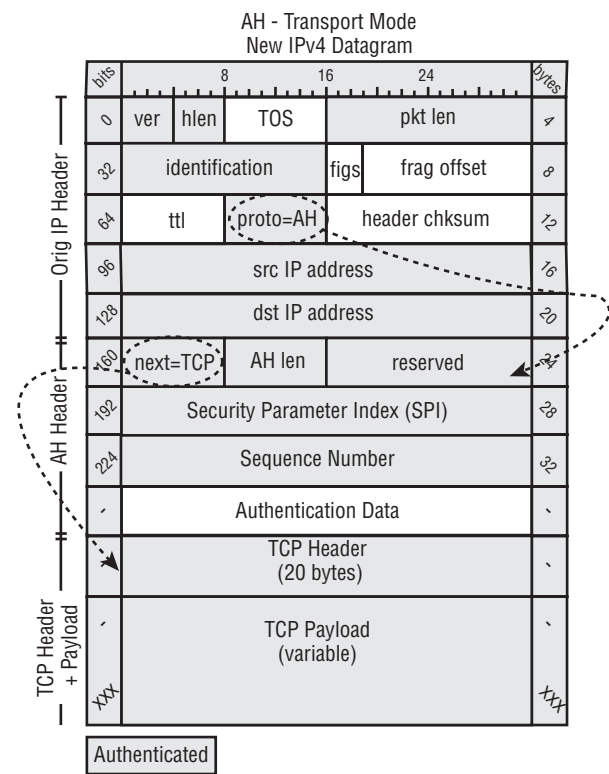 AH - Transport Mode
New IPv4 Datagram
bits 8 16 24 bytes
0 ver hlen TOS pkt len 4
32 identification figs frag offset 8
64 ttl proto=AH header chksum 12
96 src IP address 16
128 dst IP address 20
160 next=TCP AH len reserved 24
192 Security Parameter Index (SPI) 28
224 Sequence Number 32
- Authentication Data -
TCP Header
(20 bytes)
- -
- TCP Payload -
(variable)
XXX XXX
Orig IP Header
AH Header
TCP Header
+ Payload
Authenticated